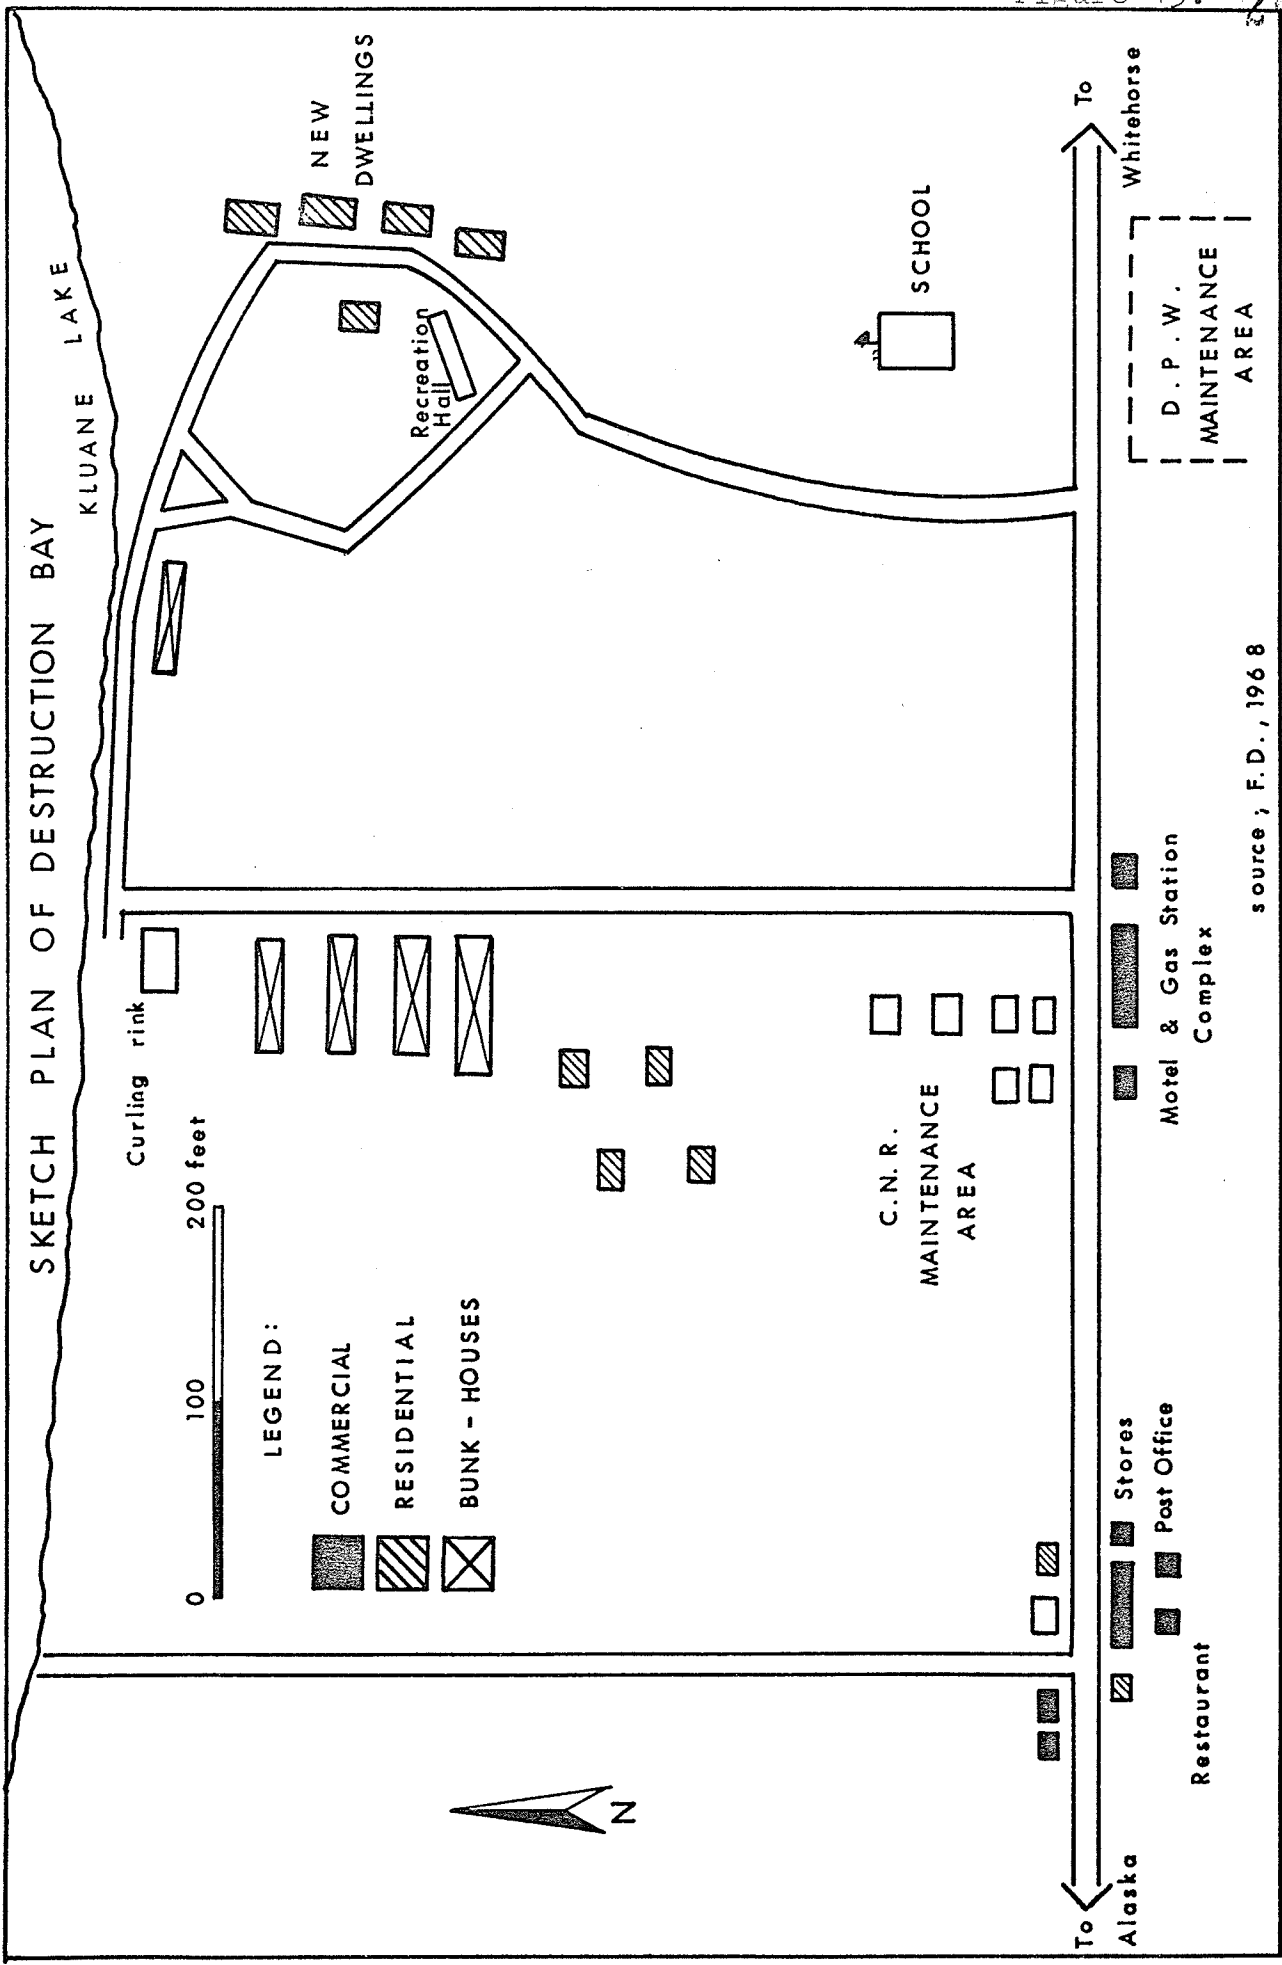 SKETCH PLAN OF DESTRUCTION BAY
KLUANE LAKE
Curling rink
0 100 200 feet
LEGEND:
COMMERCIAL
RESIDENTIAL
BUNK - HOUSES
NEW
DWELLINGS
Recreation
Hall
SCHOOL
C.N.R.
MAINTENANCE
AREA
N
To
Alaska
To
Whitehorse
Restaurant
Stores
Post Office
Motel & Gas Station
Complex
D.P.W.
MAINTENANCE
AREA
source; F.D., 1968